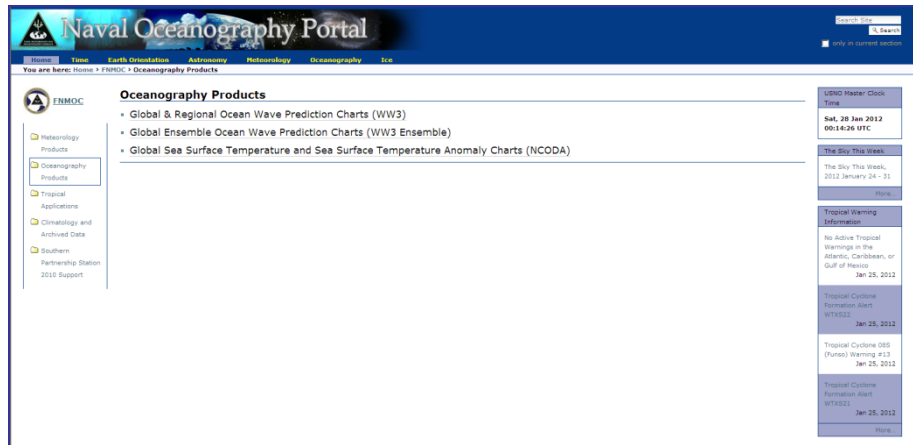 Naval Oceanography Portal
Search Site
Search
only in current section
Home Time Earth Orientation Astronomy Meteorology Oceanography Ice
You are here: Home › FNMOC › Oceanography Products
FNMOC
Meteorology
Products
Oceanography
Products
Tropical
Applications
Climatology and
Archived Data
Southern
Partnership Station
2010 Support
Oceanography Products
Global & Regional Ocean Wave Prediction Charts (WW3)
Global Ensemble Ocean Wave Prediction Charts (WW3 Ensemble)
Global Sea Surface Temperature and Sea Surface Temperature Anomaly Charts (NCODA)
USNO Master Clock
Time
Sat, 28 Jan 2012
00:14:26 UTC
The Sky This Week
The Sky This Week,
2012 January 24 - 31
More...
Tropical Warning
Information
No Active Tropical
Warnings in the
Atlantic, Caribbean, or
Gulf of Mexico
Jan 25, 2012
Tropical Cyclone
Formation Alert
WTXS22
Jan 25, 2012
Tropical Cyclone 08S
(Funso) Warning #13
Jan 25, 2012
Tropical Cyclone
Formation Alert
WTXS21
Jan 25, 2012
More...